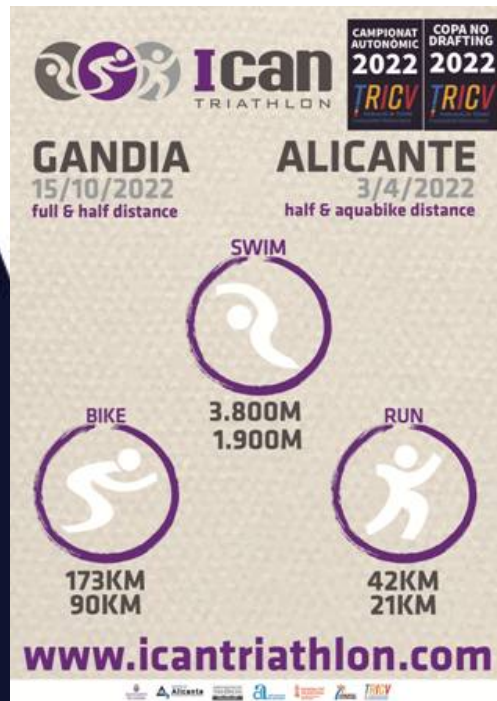 Ican
TRIATHLON
CAMPIONAT
AUTONÒMIC
2022
TRICV
COPA NO
DRAFTING
2022
TRICV
GANDIA
15/10/2022
full & half distance
ALICANTE
3/4/2022
half & aquabike distance
SWIM
3.800M
1.900M
BIKE
173KM
90KM
RUN
42KM
21KM
www.icantriathlon.com
Alicante
TRICV